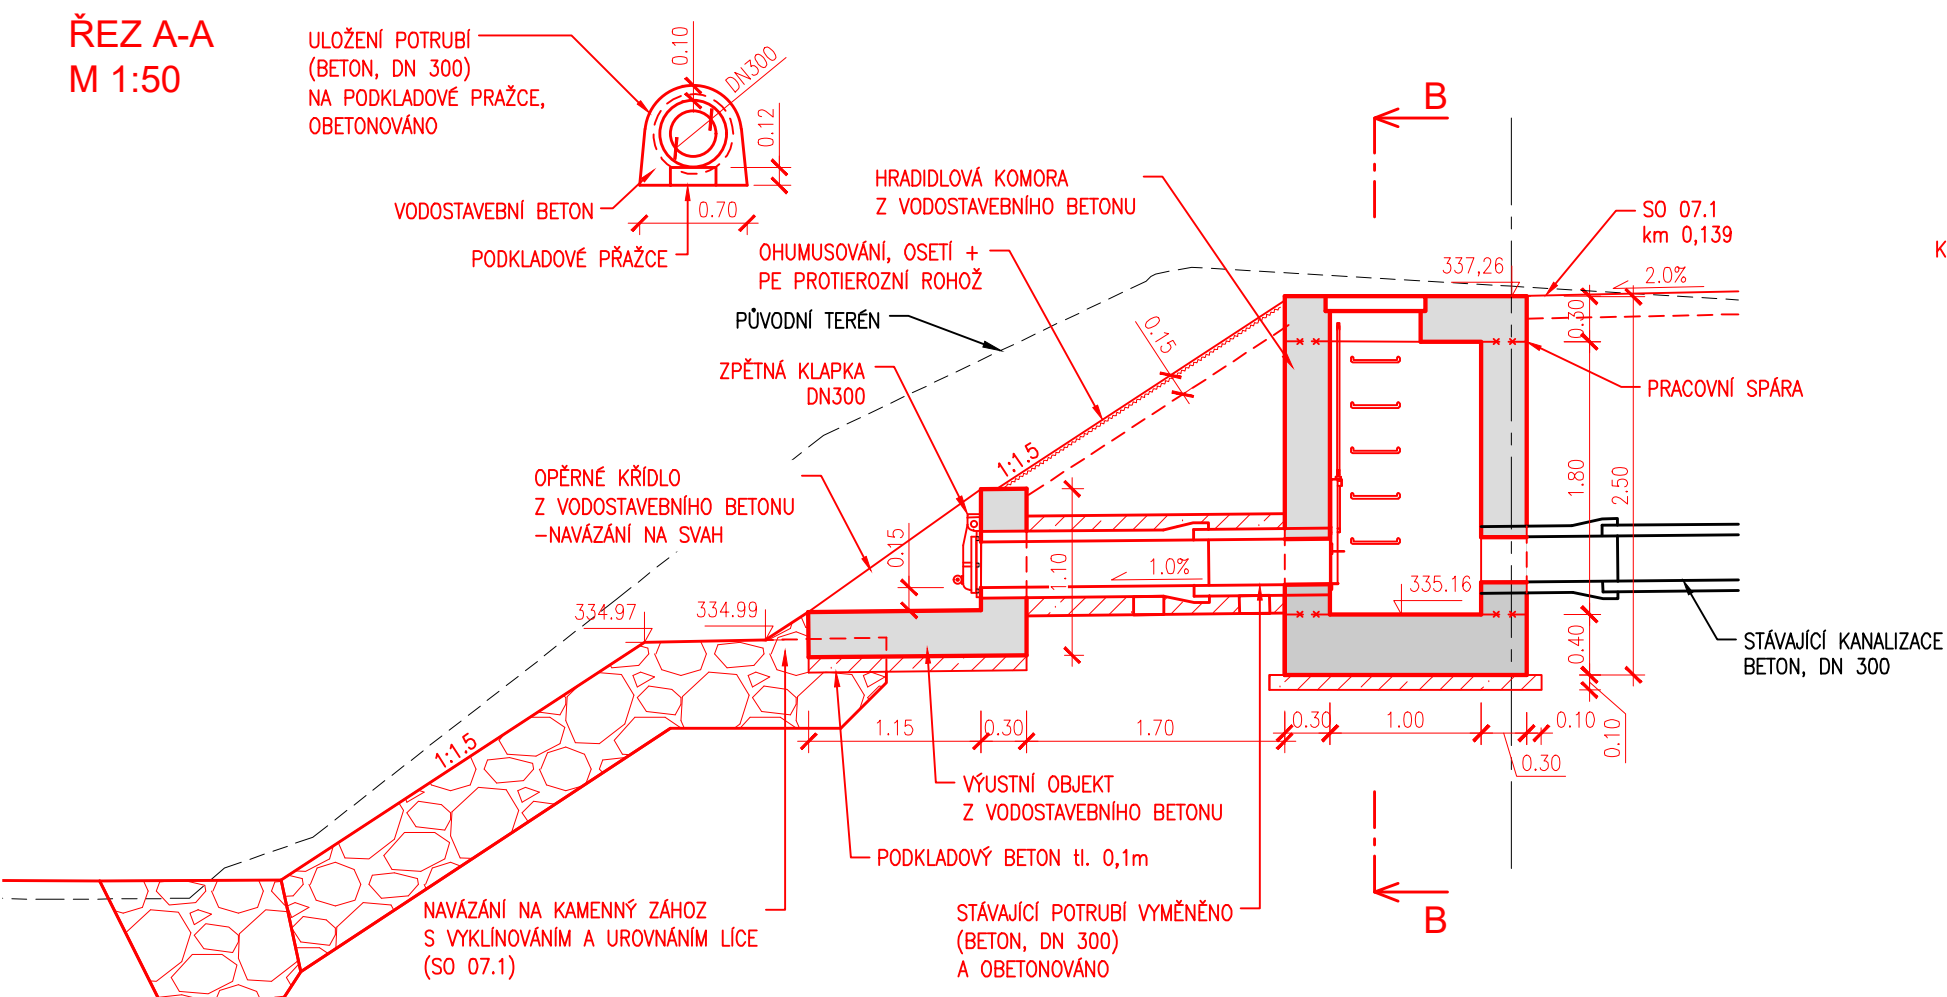 ŘEZ A-A
M 1:50
ULOŽENÍ POTRUBÍ
(BETON, DN 300)
NA PODKLADOVÉ PRAŽCE,
OBETONOVÁNO
0.10
DN300
0.12
VODOSTAVEBNÍ BETON
0.70
PODKLADOVÉ PŘAŽCE
B
HRADIDLOVÁ KOMORA
Z VODOSTAVEBNÍHO BETONU
SO 07.1
km 0,139
K
OHUMUSOVÁNÍ, OSETÍ +
PE PROTIEROZNÍ ROHOŽ
337,26
2.0%
PŮVODNÍ TERÉN
0.15
0.30
ZPĚTNÁ KLAPKA
DN300
PRACOVNÍ SPÁRA
1:1.5
OPĚRNÉ KŘÍDLO
Z VODOSTAVEBNÍHO BETONU
-NAVÁZÁNÍ NA SVAH
1.80
2.50
0.15
1.10
1.0%
335.16
334.97
334.99
0.40
STÁVAJÍCÍ KANALIZACE
BETON, DN 300
1.15
0.30
1.70
0.30
1.00
0.10
0.10
0.30
1:1.5
VÝUSTNÍ OBJEKT
Z VODOSTAVEBNÍHO BETONU
PODKLADOVÝ BETON tl. 0,1m
NAVÁZÁNÍ NA KAMENNÝ ZÁHOZ
S VYKLÍNOVÁNÍM A UROVNÁNÍM LÍCE
(SO 07.1)
STÁVAJÍCÍ POTRUBÍ VYMĚNĚNO
(BETON, DN 300)
A OBETONOVÁNO
B